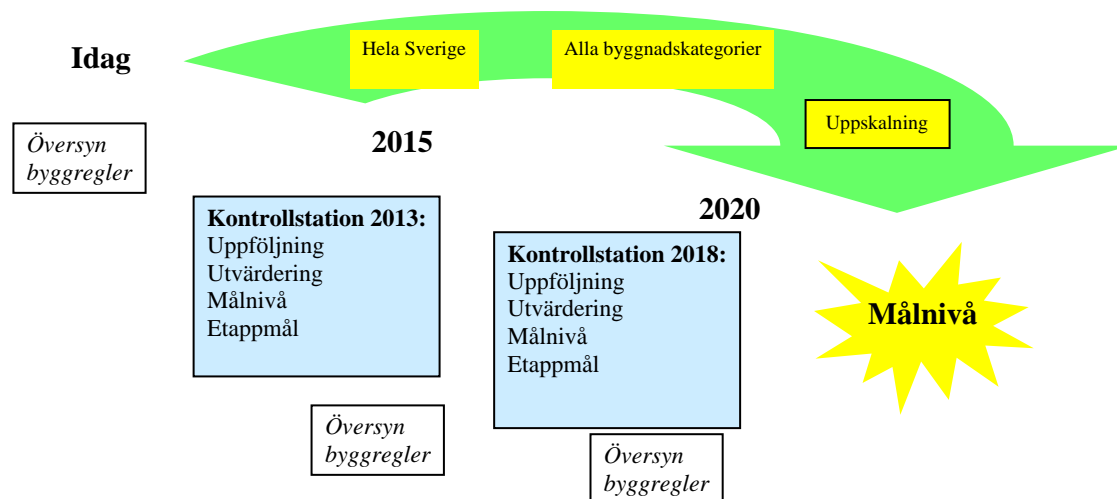 Idag
Hela Sverige
Alla byggnadskategorier
Uppskalning
Översyn
byggregler
2015
2020
Kontrollstation 2013:
Uppföljning
Utvärdering
Målnivå
Etappmål
Kontrollstation 2018:
Uppföljning
Utvärdering
Målnivå
Etappmål
Målnivå
Översyn
byggregler
Översyn
byggregler